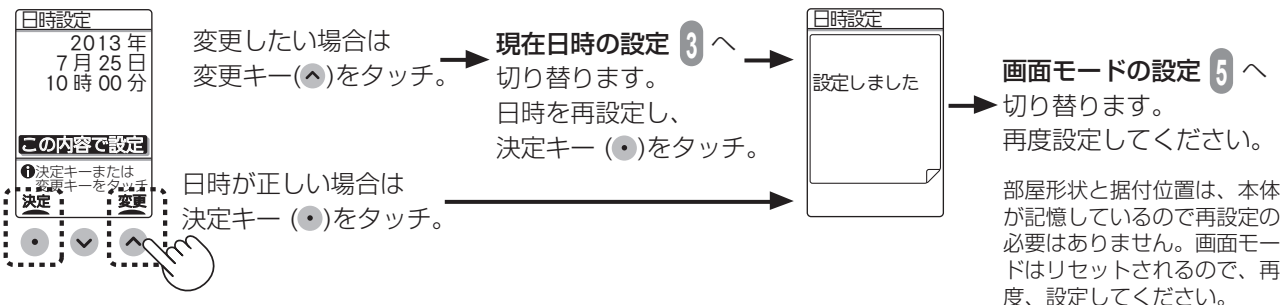 日時設定
2013 年
7月 25 日
10 時 00 分
この内容で設定
❶決定キーまたは
変更キーをタッチ
決定 変更
変更したい場合は
変更キー(⌃)をタッチ。
日時が正しい場合は
決定キー (•)をタッチ。
現在日時の設定 3 へ
切り替ります。
日時を再設定し、
決定キー (•)をタッチ。
日時設定
設定しました
画面モードの設定 5 へ
切り替ります。
再度設定してください。
部屋形状と据付位置は、本体
が記憶しているので再設定の
必要はありません。画面モー
ドはリセットされるので、再
度、設定してください。